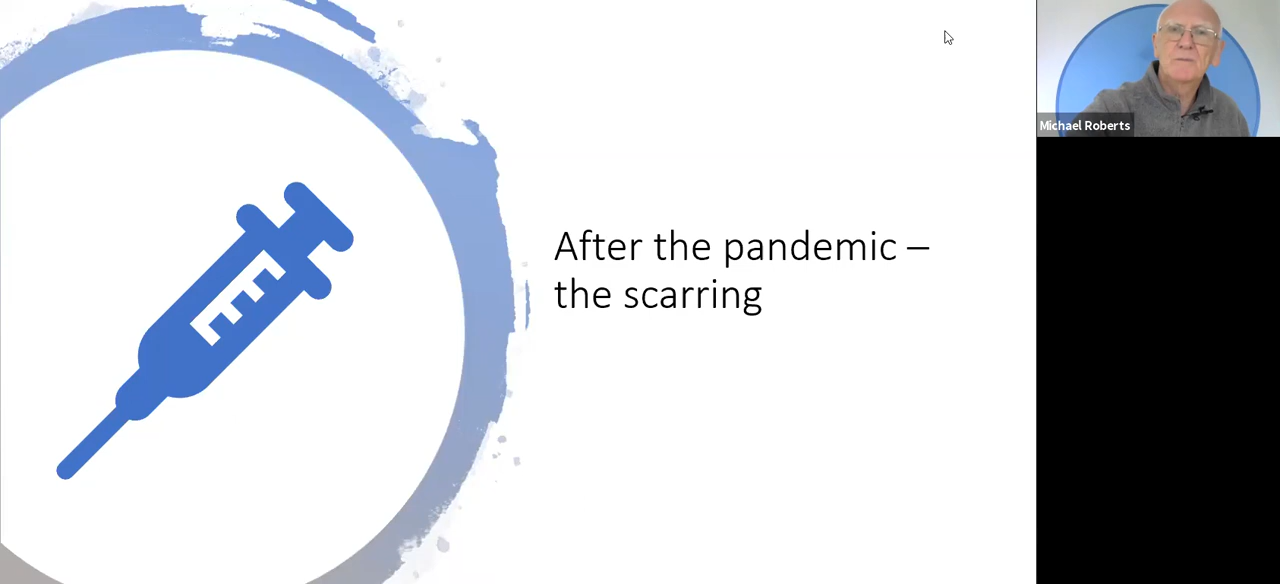 After the pandemic –
the scarring
Michael Roberts